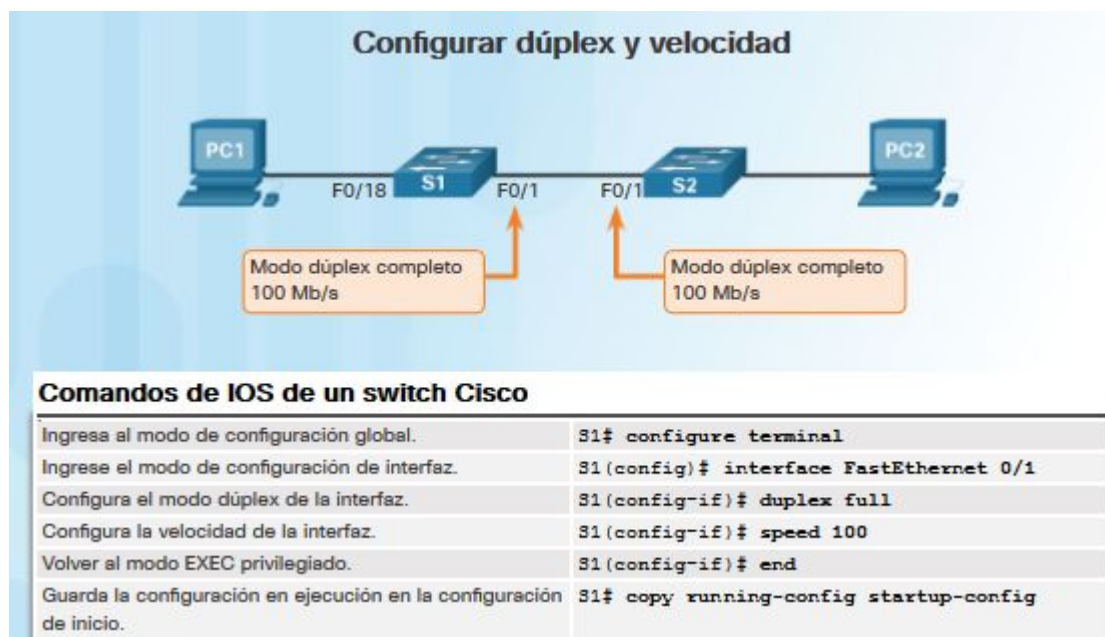 Configurar dúplex y velocidad
PC1
PC2
F0/18
S1
F0/1
F0/1
S2
Modo dúplex completo
100 Mb/s
Modo dúplex completo
100 Mb/s
Comandos de IOS de un switch Cisco
Ingresa al modo de configuración global. S1# configure terminal
Ingrese el modo de configuración de interfaz. S1(config)# interface FastEthernet 0/1
Configura el modo dúplex de la interfaz. S1(config-if)# duplex full
Configura la velocidad de la interfaz. S1(config-if)# speed 100
Volver al modo EXEC privilegiado. S1(config-if)# end
Guarda la configuración en ejecución en la configuración S1# copy running-config startup-config
de inicio.